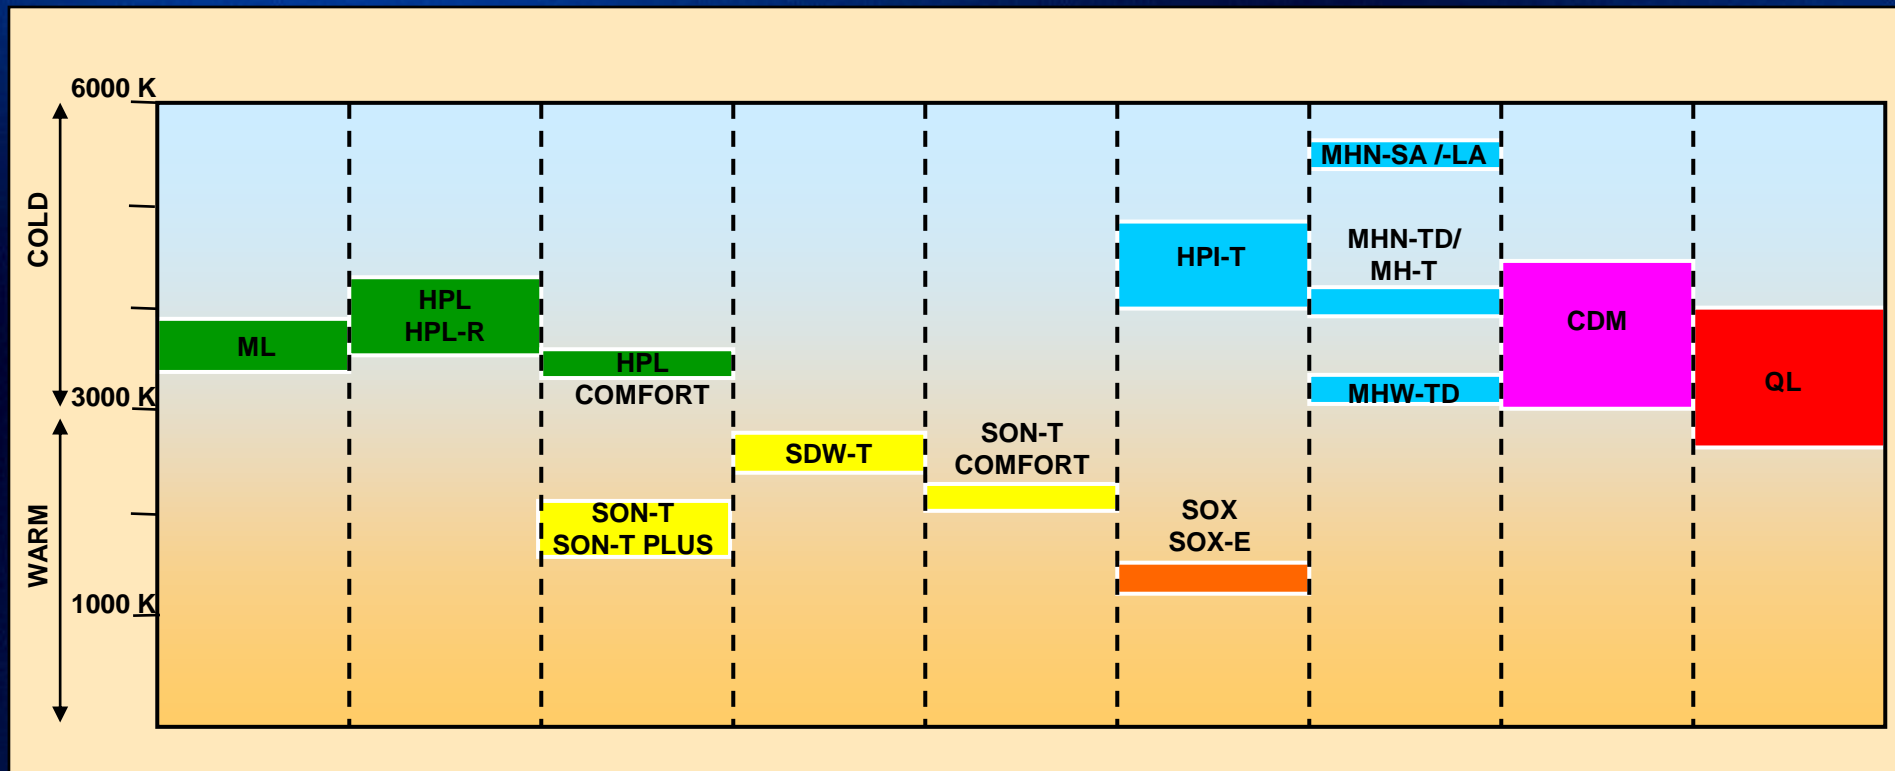 6000 K
COLD
3000 K
WARM
1000 K
ML
HPL
HPL-R
HPL
COMFORT
SON-T
SON-T PLUS
SDW-T
SON-T
COMFORT
HPI-T
SOX
SOX-E
MHN-SA /-LA
MHN-TD/
MH-T
MHW-TD
CDM
QL